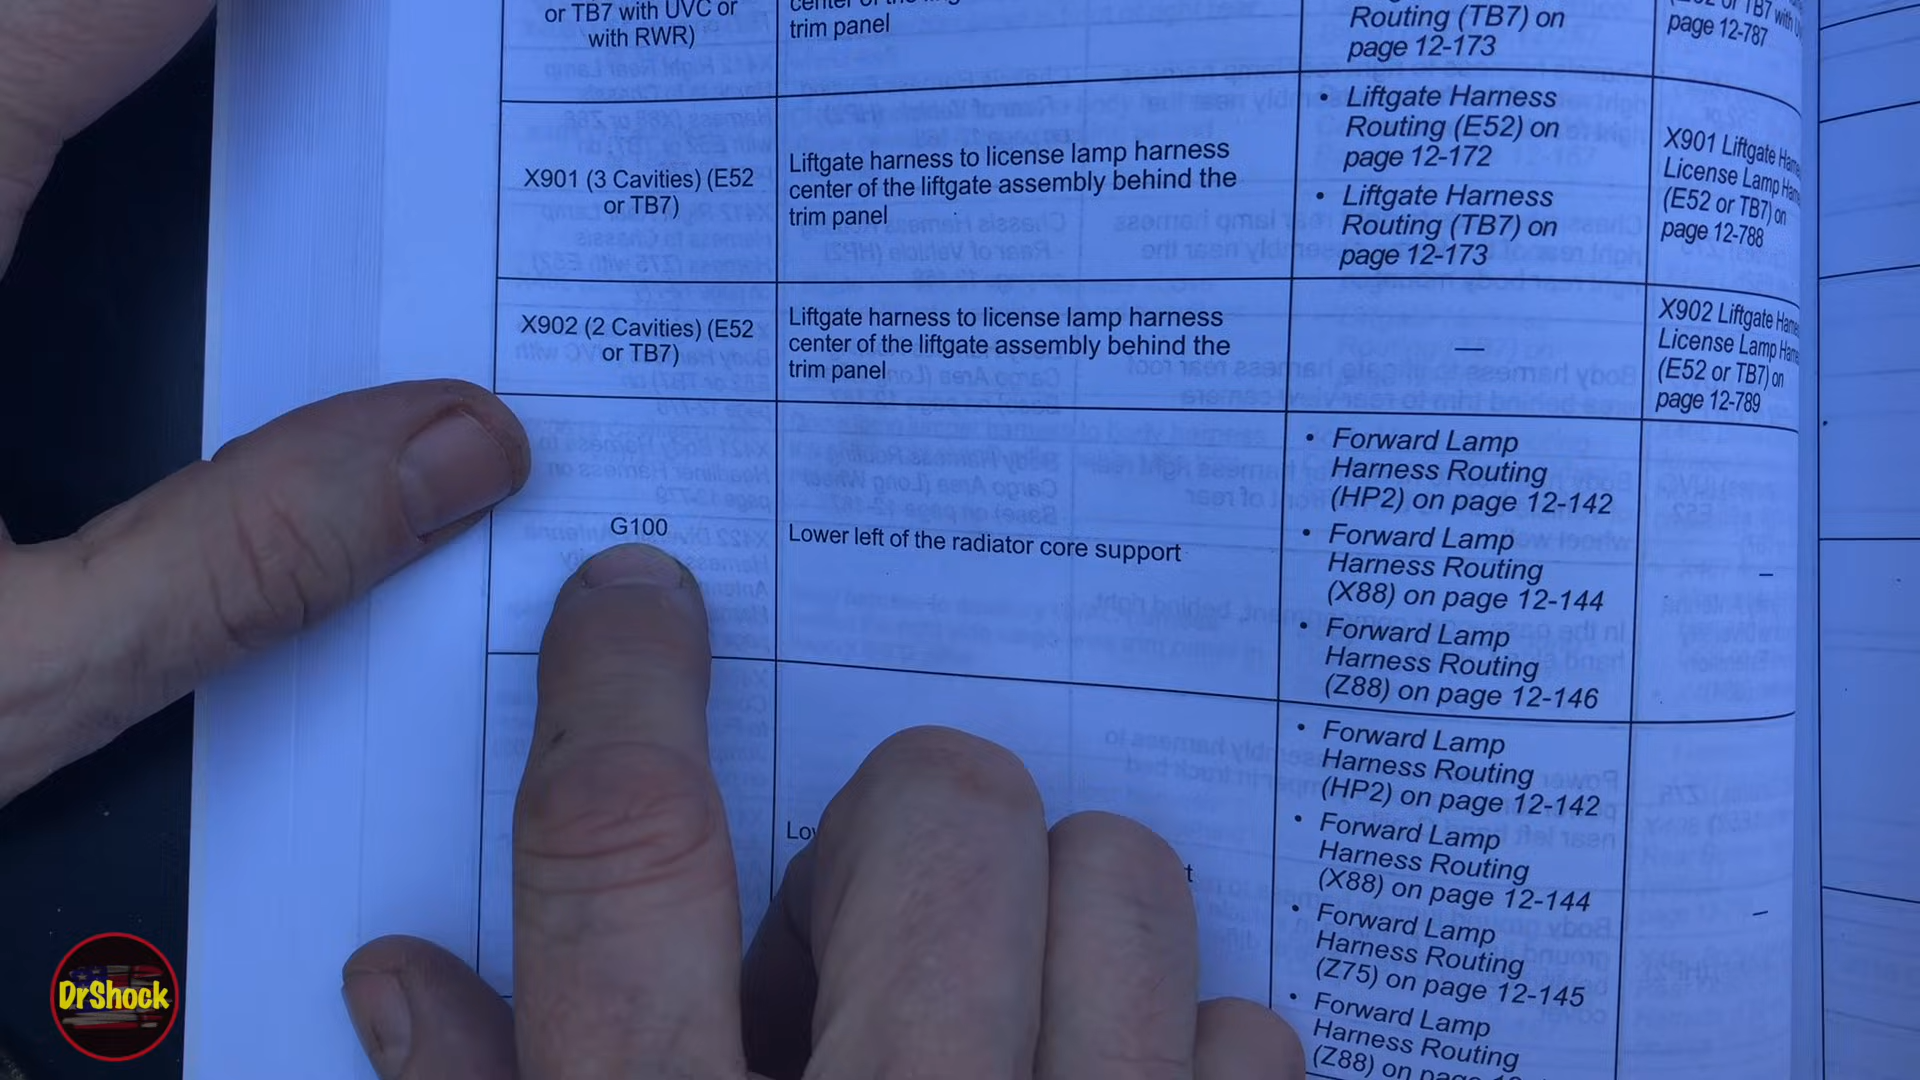 or TB7 with UVC or
with RWR)
trim panel
Routing (TB7) on
page 12-173
page 12-787
X901 (3 Cavities) (E52
or TB7)
Liftgate harness to license lamp harness
center of the liftgate assembly behind the
trim panel
• Liftgate Harness
Routing (E52) on
page 12-172
• Liftgate Harness
Routing (TB7) on
page 12-173
X901 Liftgate
License Lamp
(E52 or TB7) on
page 12-788
X902 (2 Cavities) (E52
or TB7)
Liftgate harness to license lamp harness
center of the liftgate assembly behind the
trim panel
—
X902 Liftgate
License Lamp
(E52 or TB7) on
page 12-789
G100
Lower left of the radiator core support
• Forward Lamp
Harness Routing
(HP2) on page 12-142
• Forward Lamp
Harness Routing
(X88) on page 12-144
• Forward Lamp
Harness Routing
(Z88) on page 12-146
–
• Forward Lamp
Harness Routing
(HP2) on page 12-142
• Forward Lamp
Harness Routing
(X88) on page 12-144
• Forward Lamp
Harness Routing
(Z75) on page 12-145
• Forward Lamp
Harness Routing
(Z88) on
–
DrShock